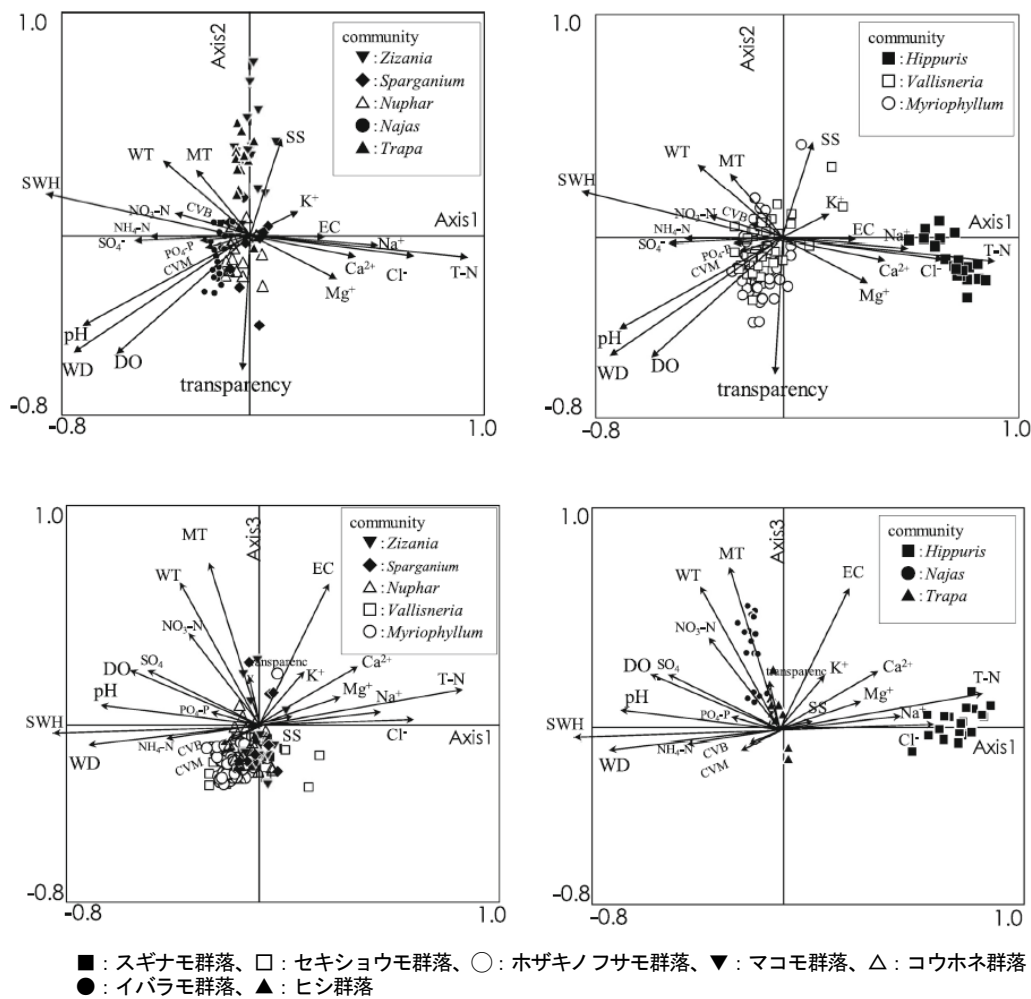 1.0
Axis2
community
▼ : Zizania
◆ : Sparganium
△ : Nuphar
● : Najas
▲ : Trapa
SS
WT
MT
SWH
NO3-N
CVB
K+
NH4-N
EC
Axis1
SO4-
PO4-P
CVM
Na+
Ca2+
Cl-
T-N
Mg+
pH
WD
DO
transparency
-0.8
-0.8
1.0
1.0
Axis2
community
■ : Hippuris
□ : Vallisneria
○ : Myriophyllum
SS
WT
MT
SWH
NO3-N
CVB
K+
NH4-N
EC
Axis1
SO4-
PO4-P
CVM
Na+
Ca2+
Cl-
T-N
Mg+
pH
WD
DO
transparency
-0.8
-0.8
1.0
1.0
Axis3
community
▼ : Zizania
◆ : Sparganium
△ : Nuphar
□ : Vallisneria
○ : Myriophyllum
MT
WT
EC
NO3-N
DO
SO4
transparenc
K+
Ca2+
pH
Mg+
T-N
PO4-P
Na+
SWH
NH4-N
SS
Cl-
Axis1
WD
CVB
CVM
-0.8
-0.8
1.0
1.0
Axis3
community
■ : Hippuris
● : Najas
▲ : Trapa
MT
WT
EC
NO3-N
DO
SO4
transparenc
K+
Ca2+
pH
Mg+
T-N
PO4-P
SS
Na+
SWH
NH4-N
Cl-
Axis1
WD
CVB
CVM
-0.8
-0.8
1.0
■ : スギナモ群落、□ : セキショウモ群落、○ : ホザキノフサモ群落、▼ : マコモ群落、△ : コウホネ群落
● : イバラモ群落、▲ : ヒシ群落